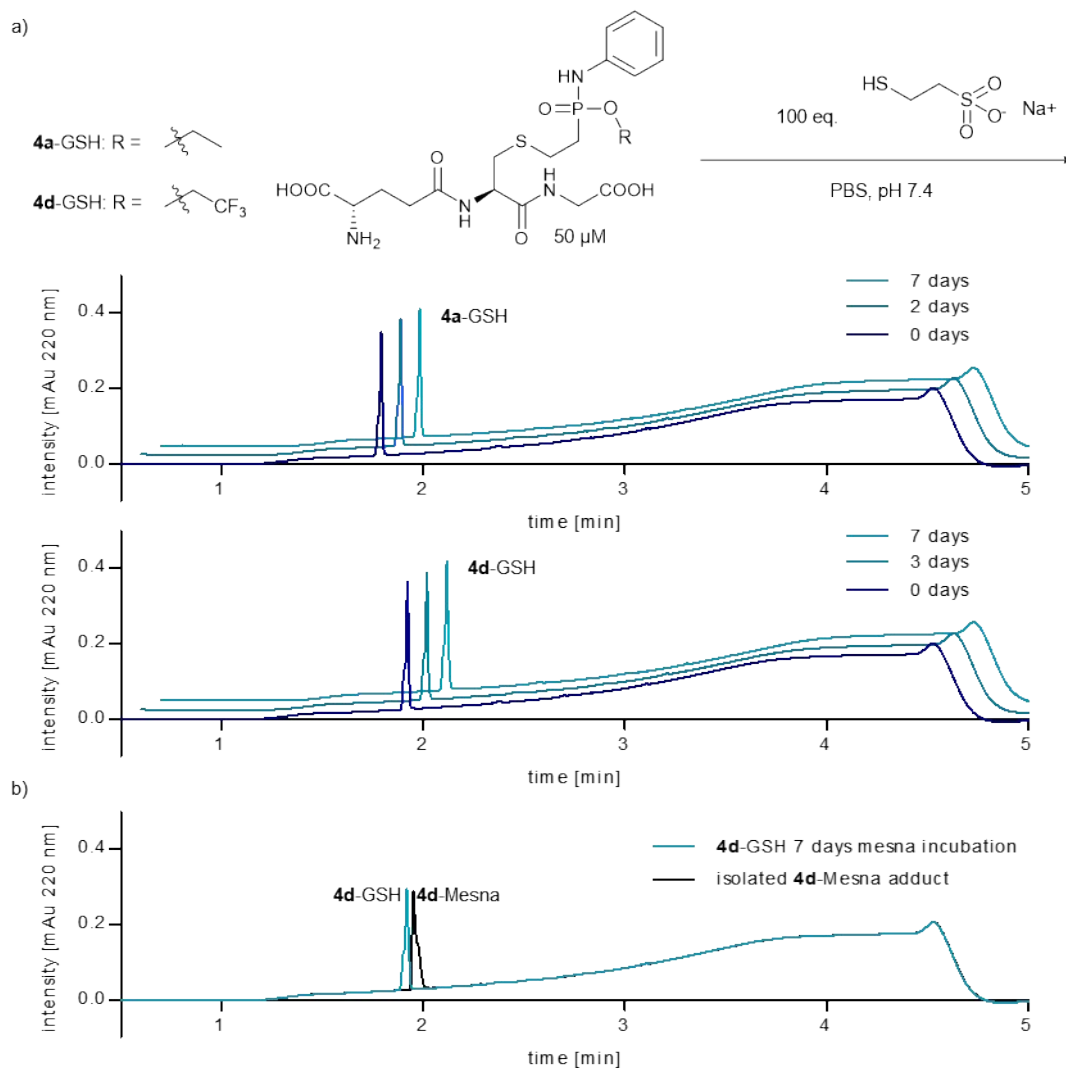 a)
HN
O=P
O
R
S
HOOC
NH2
O
N
H
O
H
N
COOH
50 µM
4a-GSH: R =
4d-GSH: R =
CF3
HS
S
O
O-
O
Na+
100 eq.
PBS, pH 7.4
intensity [mAu 220 nm]
0.4
0.2
0.0
4a-GSH
7 days
2 days
0 days
1 2 3 4 5
time [min]
intensity [mAu 220 nm]
0.4
0.2
0.0
4d-GSH
7 days
3 days
0 days
1 2 3 4 5
time [min]
b)
intensity [mAu 220 nm]
0.4
0.2
0.0
4d-GSH 4d-Mesna
4d-GSH 7 days mesna incubation
isolated 4d-Mesna adduct
1 2 3 4 5
time [min]